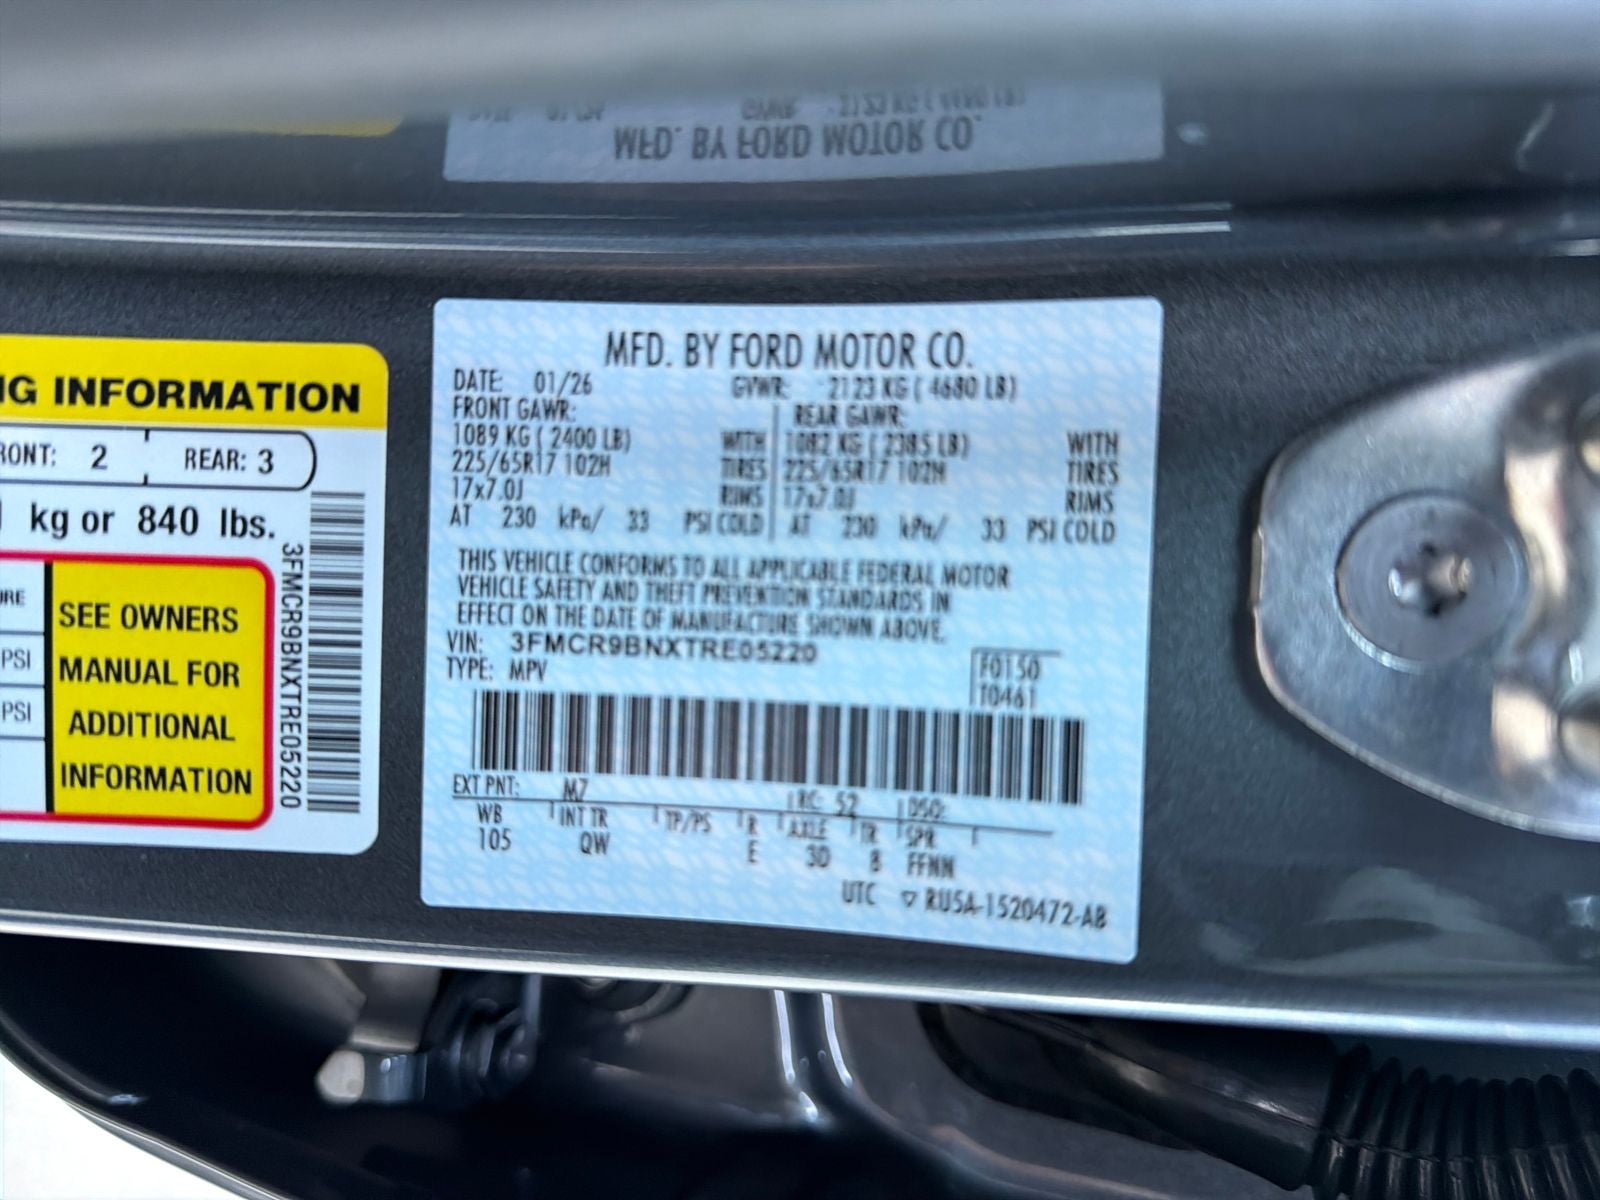 NG INFORMATION
RONT: 2 REAR: 3
kg or 840 lbs.
URE
PSI
PSI
SEE OWNERS
MANUAL FOR
ADDITIONAL
INFORMATION
3FMCR9BNXTRE05220
MFD. BY FORD MOTOR CO.
DATE: 01/26 GVWR: 2123 KG ( 4680 LB)
FRONT GAWR: REAR GAWR:
1089 KG ( 2400 LB) WITH 1082 KG ( 2385 LB) WITH
225/65R17 102H TIRES 225/65R17 102H TIRES
17x7.0J RIMS 17x7.0J RIMS
AT 230 kPa/ 33 PSI COLD AT 230 kPa/ 33 PSI COLD
THIS VEHICLE CONFORMS TO ALL APPLICABLE FEDERAL MOTOR
VEHICLE SAFETY AND THEFT PREVENTION STANDARDS IN
EFFECT ON THE DATE OF MANUFACTURE SHOWN ABOVE.
VIN: 3FMCR9BNXTRE05220
TYPE: MPV
F0150
T0461
EXT PNT: M7 RC: 52 DSO:
WB INT TR TP/PS R AXLE TR SPR
105 QW E 3D 8 FFNN
UTC ▽ RU5A-1520472-AB